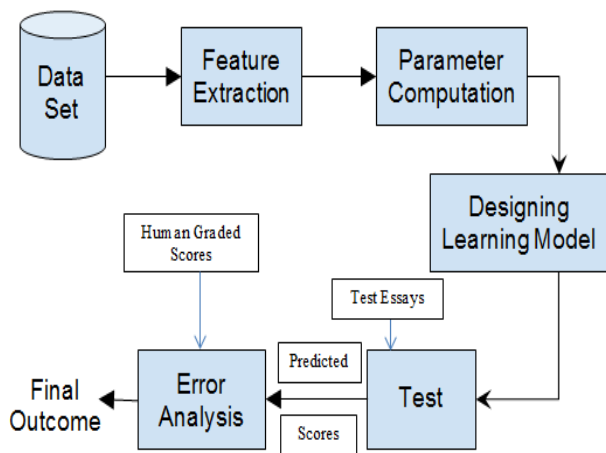 Data
Set
Feature
Extraction
Parameter
Computation
Designing
Learning Model
Human Graded
Scores
Test Essays
Predicted
Scores
Test
Error
Analysis
Final
Outcome